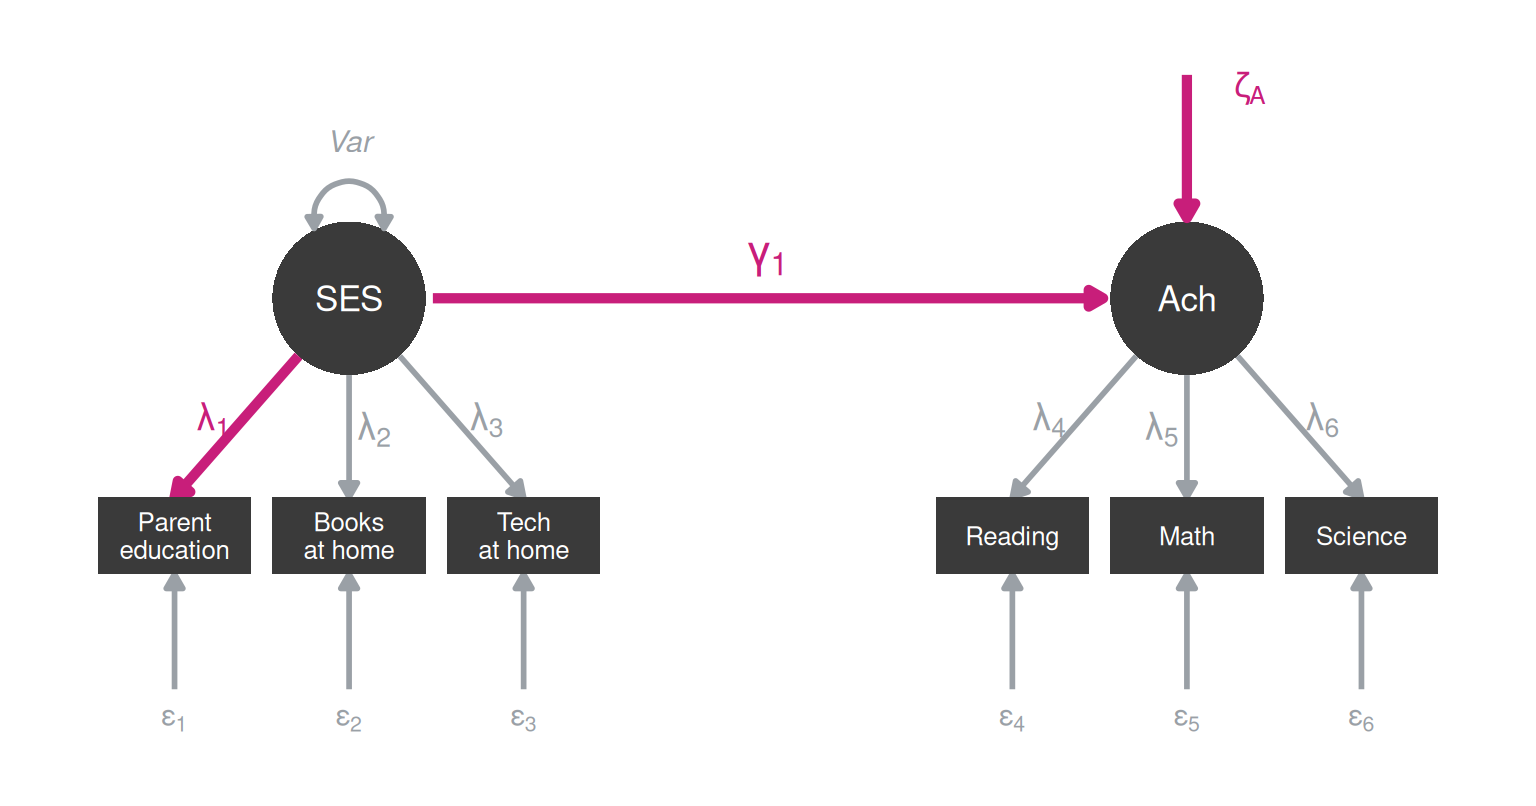 ζA
Var
γ1
SES
Ach
λ1
λ2
λ3
λ4
λ5
λ6
Parent
education
Books
at home
Tech
at home
Reading
Math
Science
ε1
ε2
ε3
ε4
ε5
ε6